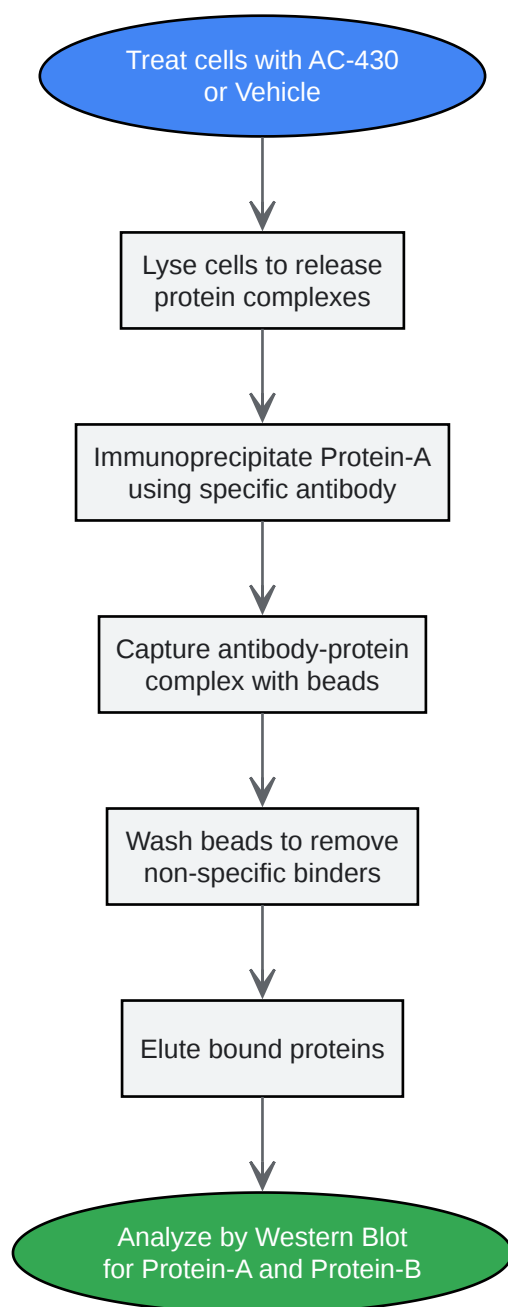 Treat cells with AC-430
or Vehicle
Lyse cells to release
protein complexes
Immunoprecipitate Protein-A
using specific antibody
Capture antibody-protein
complex with beads
Wash beads to remove
non-specific binders
Elute bound proteins
Analyze by Western Blot
for Protein-A and Protein-B